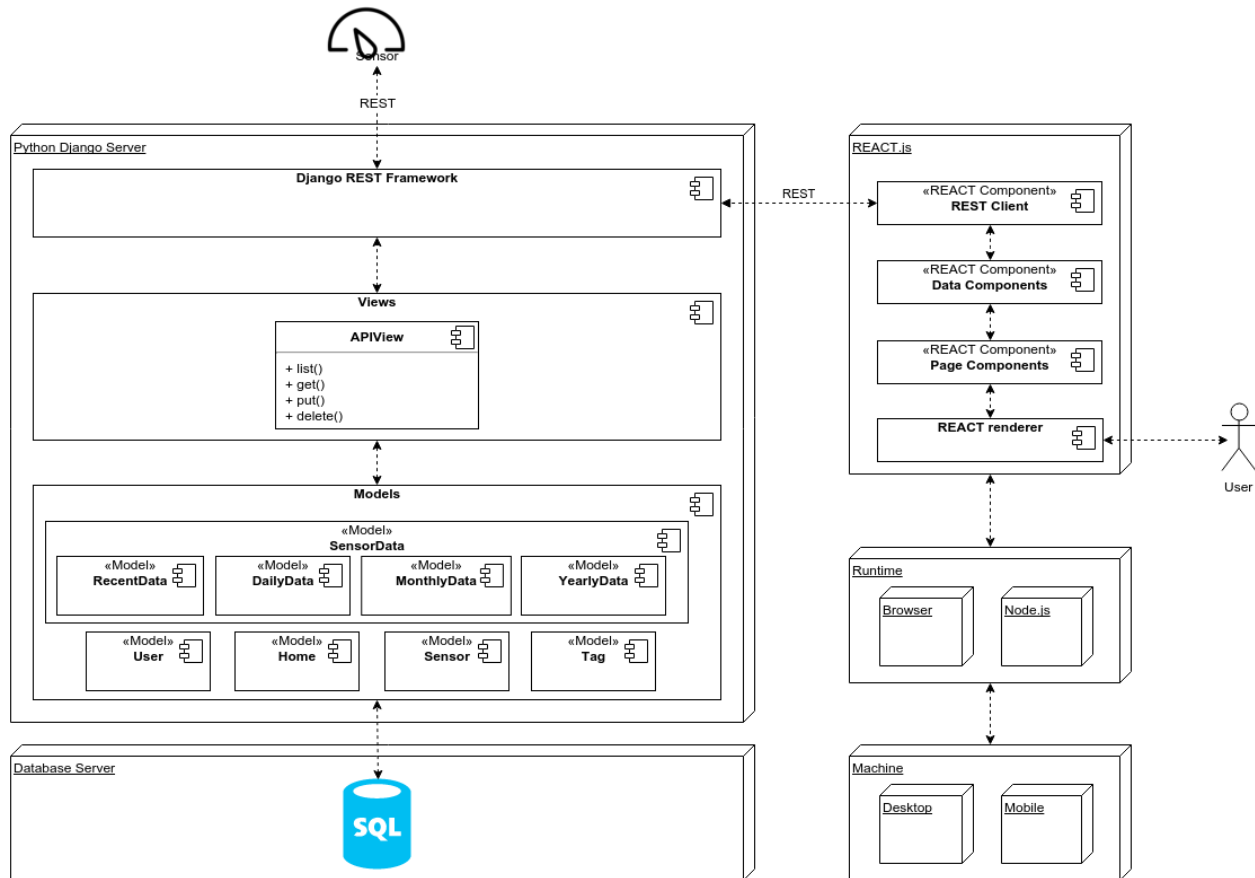 Sensor
REST
Python Django Server
Django REST Framework
Views
APIView
+ list()
+ get()
+ put()
+ delete()
Models
«Model»
SensorData
«Model»
RecentData
«Model»
DailyData
«Model»
MonthlyData
«Model»
YearlyData
«Model»
User
«Model»
Home
«Model»
Sensor
«Model»
Tag
Database Server
SQL
REST
REACT.js
«REACT Component»
REST Client
«REACT Component»
Data Components
«REACT Component»
Page Components
REACT renderer
User
Runtime
Browser
Node.js
Machine
Desktop
Mobile